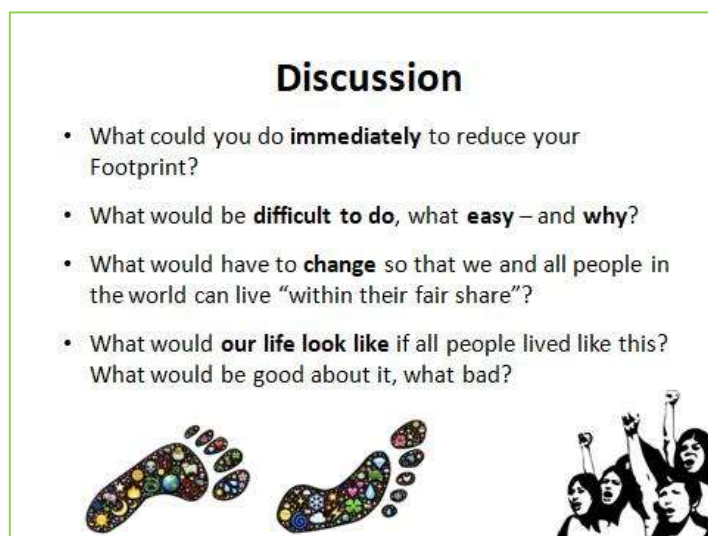 Discussion
• What could you do immediately to reduce your
Footprint?
• What would be difficult to do, what easy – and why?
• What would have to change so that we and all people in
the world can live “within their fair share”?
• What would our life look like if all people lived like this?
What would be good about it, what bad?